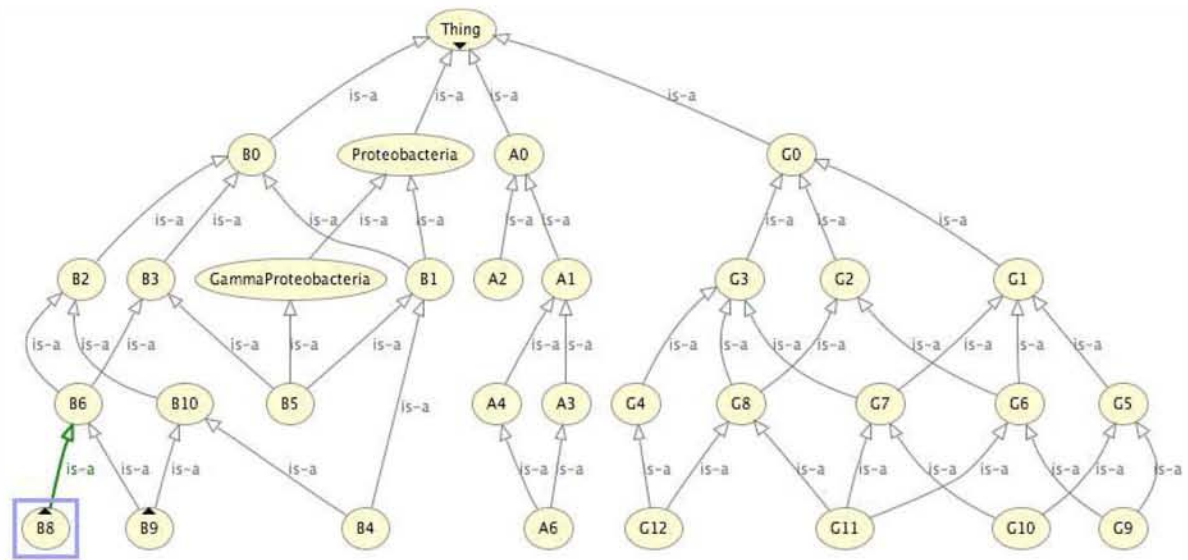 Thing
is-a is-a is-a is-a
B0 Proteobacteria A0 G0
is-a is-a is-a is-a is-a is-a is-a is-a is-a is-a
B2 B3 GammaProteobacteria B1 A2 A1 G3 G2 G1
is-a is-a is-a is-a is-a is-a is-a is-a is-a is-a is-a is-a is-a is-a is-a
is-a
B6 B10 B5 A4 A3 G4 G8 G7 G6 G5
is-a is-a is-a is-a is-a is-a is-a is-a is-a is-a is-a is-a is-a is-a is-a
B8 B9 B4 A6 G12 G11 G10 G9